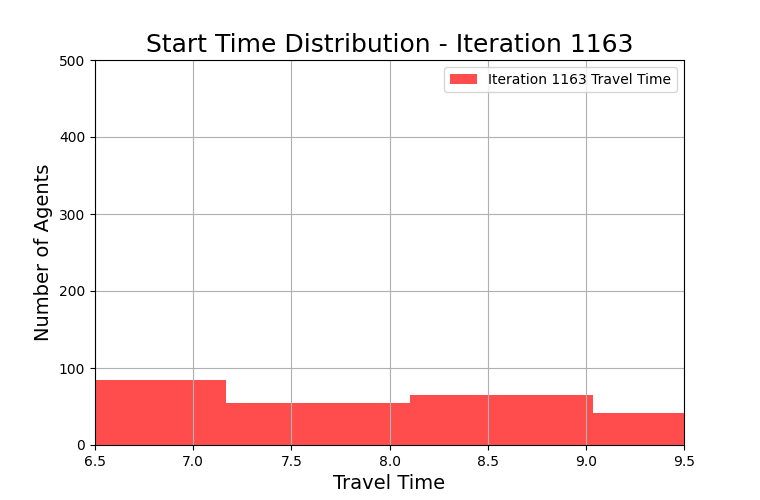 Start Time Distribution - Iteration 1163
Iteration 1163 Travel Time
Number of Agents
500
400
300
200
100
0
6.5 7.0 7.5 8.0 8.5 9.0 9.5
Travel Time